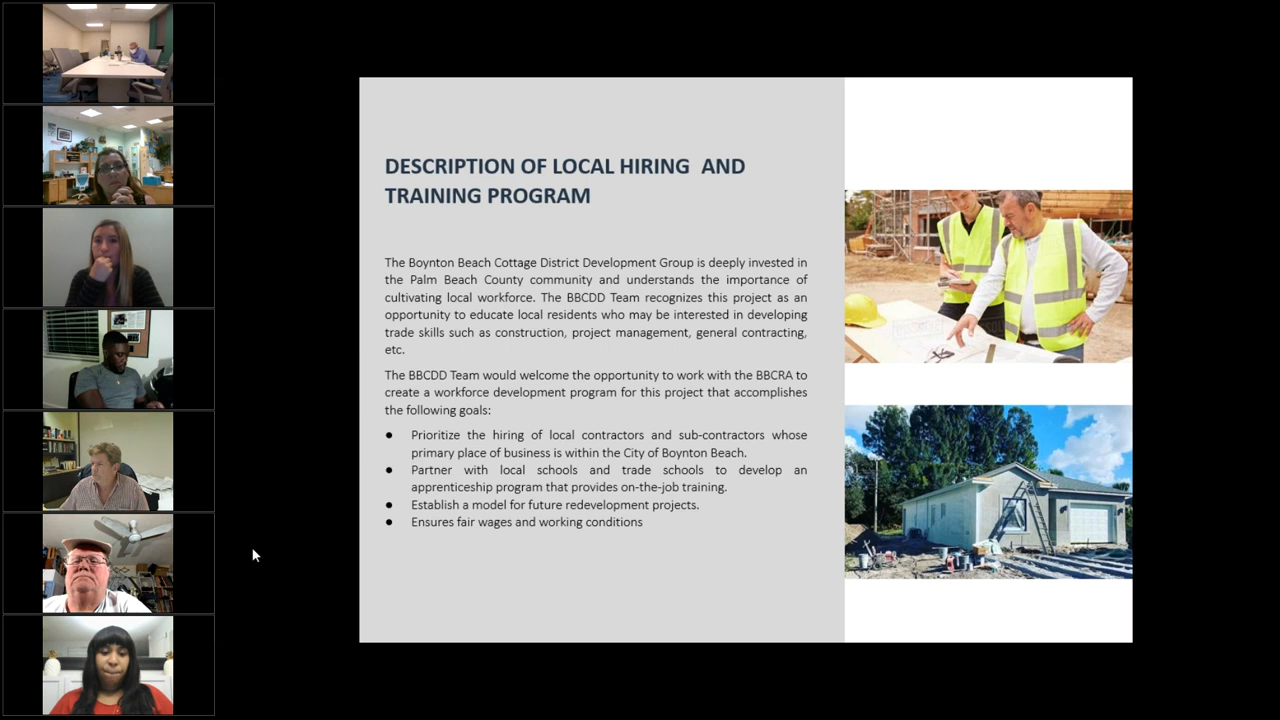 DESCRIPTION OF LOCAL HIRING AND
TRAINING PROGRAM
The Boynton Beach Cottage District Development Group is deeply invested in
the Palm Beach County community and understands the importance of
cultivating local workforce. The BBCDD Team recognizes this project as an
opportunity to educate local residents who may be interested in developing
trade skills such as construction, project management, general contracting,
etc.
The BBCDD Team would welcome the opportunity to work with the BBCRA to
create a workforce development program for this project that accomplishes
the following goals:
● Prioritize the hiring of local contractors and sub-contractors whose
primary place of business is within the City of Boynton Beach.
● Partner with local schools and trade schools to develop an
apprenticeship program that provides on-the-job training.
● Establish a model for future redevelopment projects.
● Ensures fair wages and working conditions